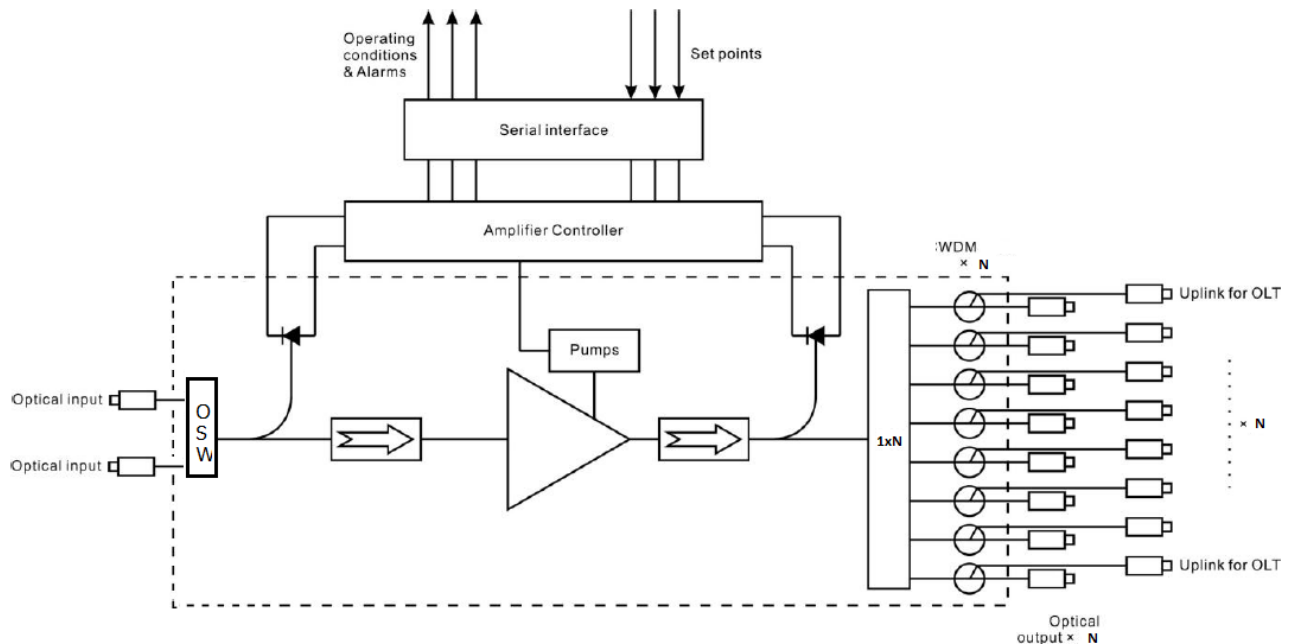 Operating
conditions
& Alarms
Set points
Serial interface
Amplifier Controller
WDM
× N
Uplink for OLT
Pumps
Optical input
O
S
W
1xN
× N
Optical input
Uplink for OLT
Optical
output × N